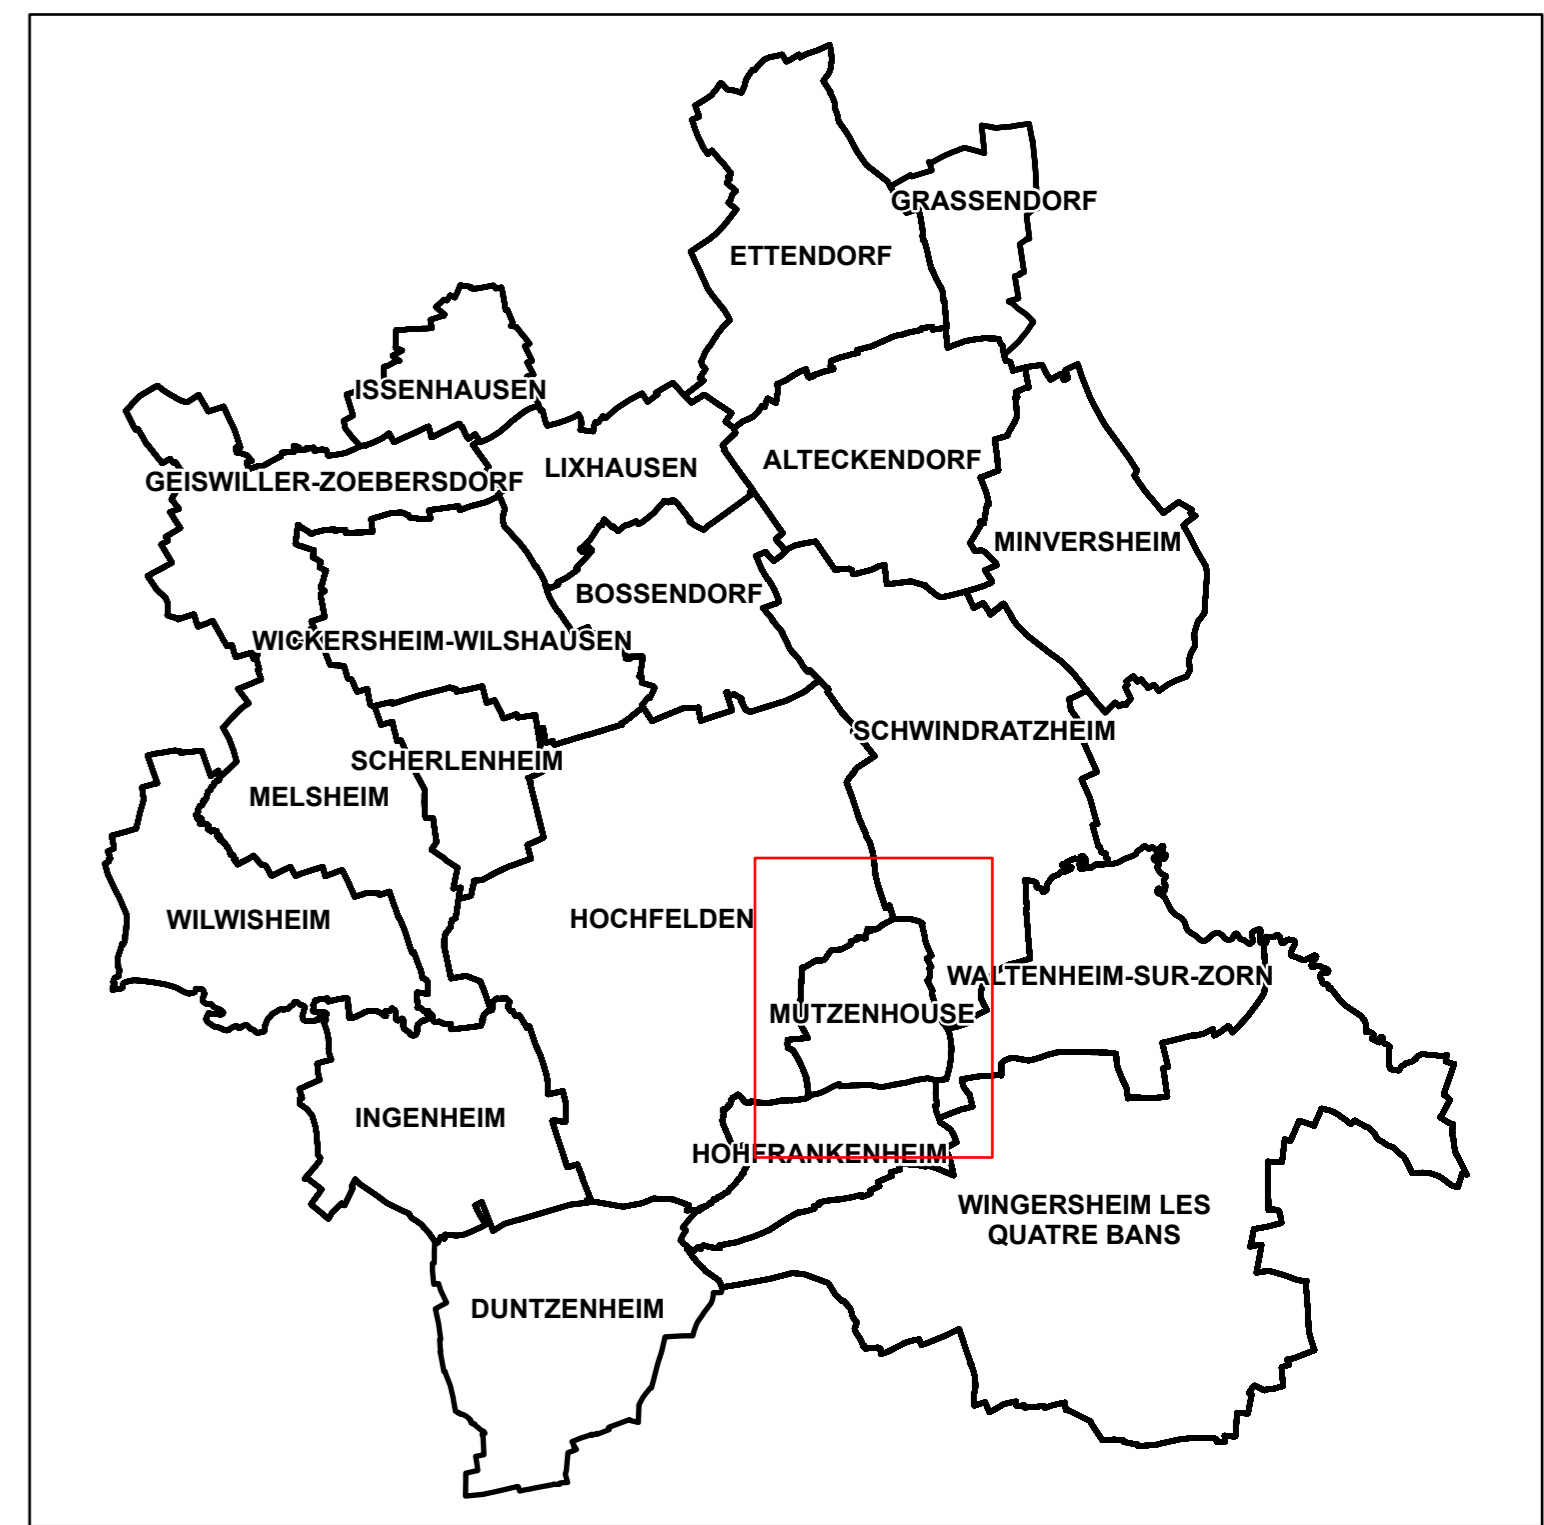 GRASSENDORF
ETTENDORF
ISSENHAUSEN
GEISWILLER-ZOEBERSDORF
LIXHAUSEN
ALTECKENDORF
MINVERSHEIM
BOSSENDORF
WICKERSHEIM-WILSHAUSEN
SCHWINDRATZHEIM
SCHERLENHEIM
MELSHEIM
WILWISHEIM
HOCHFELDEN
WALTENHEIM-SUR-ZORN
MUTZENHOUSE
INGENHEIM
HOHFRANKENHEIM
WINGERSHEIM LES
QUATRE BANS
DUNTZENHEIM